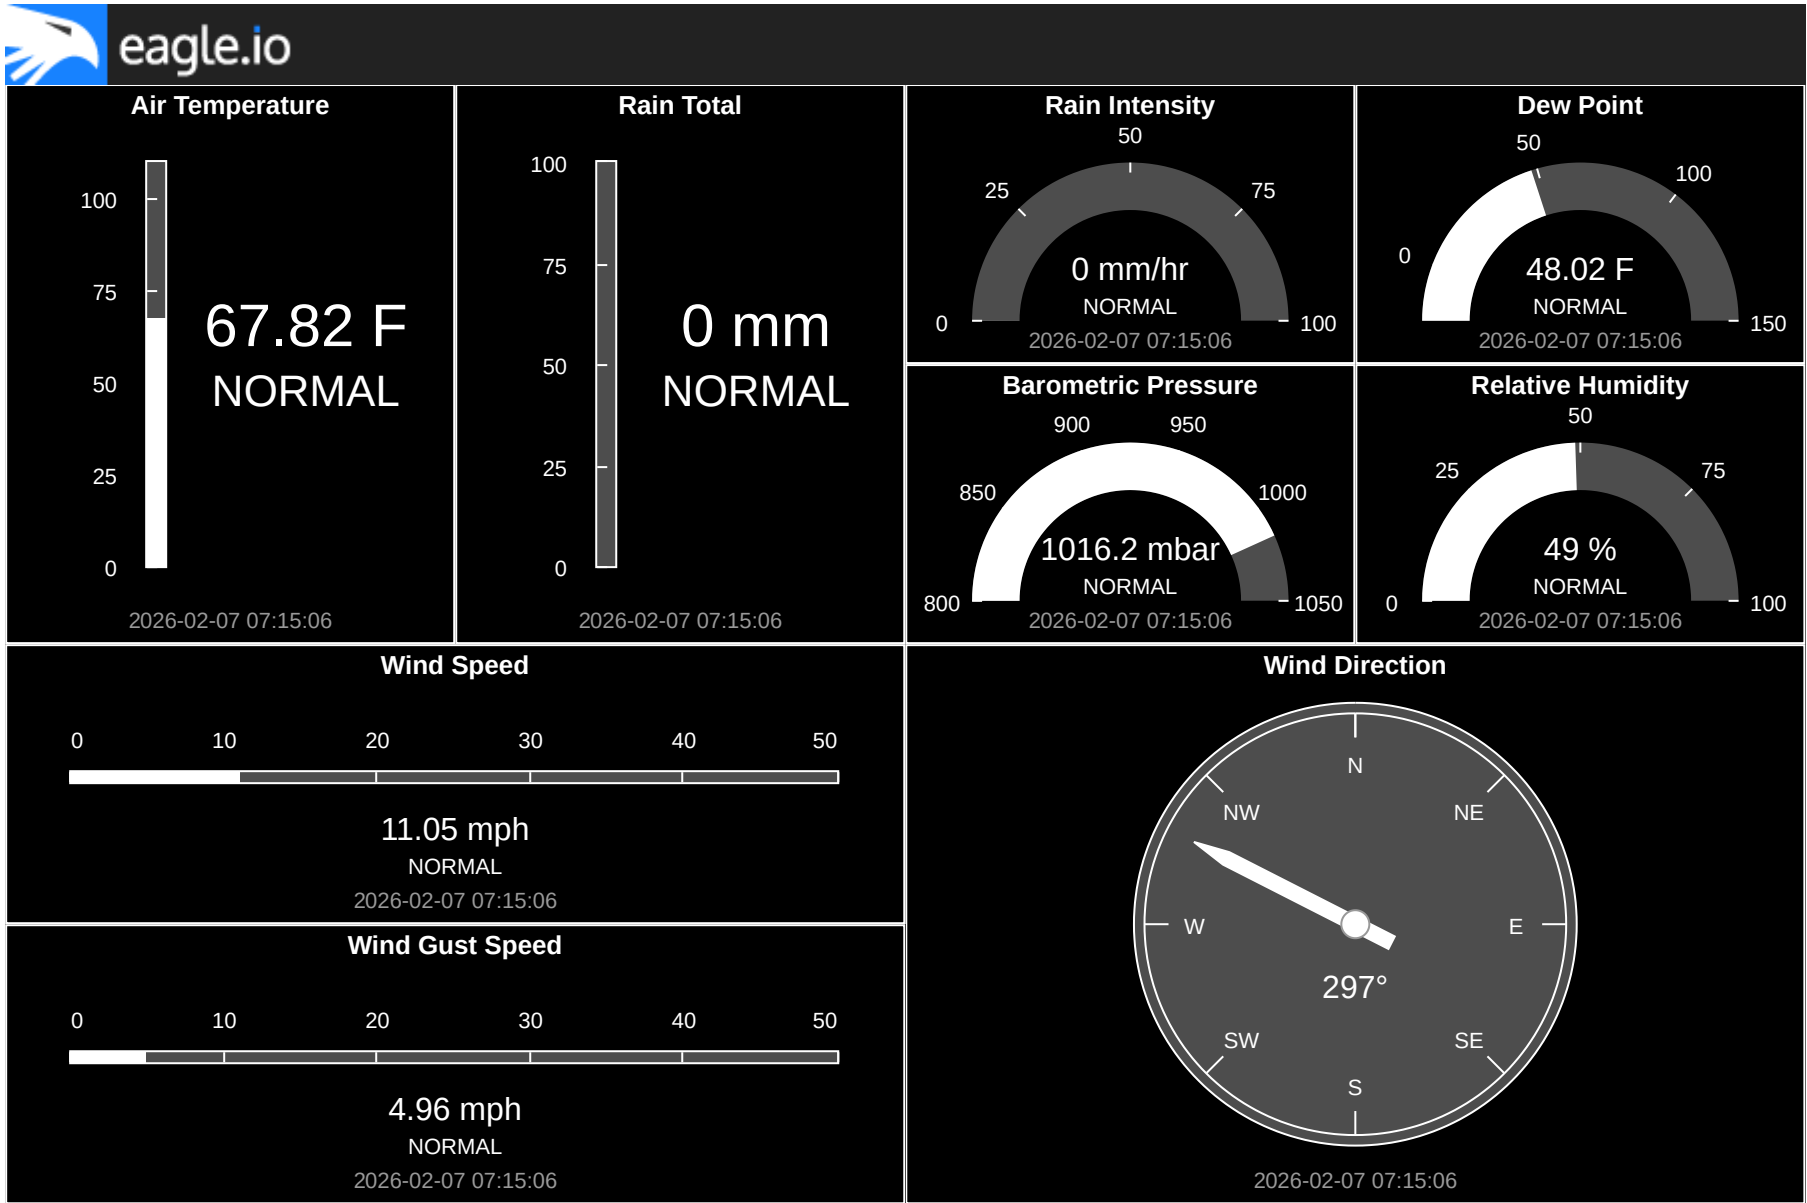 eagle.io
Air Temperature
100
75
50
25
0
67.82 F
NORMAL
2026-02-07 07:15:06
Rain Total
100
75
50
25
0
0 mm
NORMAL
2026-02-07 07:15:06
Rain Intensity
50
25
75
0
100
0 mm/hr
NORMAL
2026-02-07 07:15:06
Dew Point
50
100
0
150
48.02 F
NORMAL
2026-02-07 07:15:06
Barometric Pressure
900
950
850
1000
800
1050
1016.2 mbar
NORMAL
2026-02-07 07:15:06
Relative Humidity
50
25
75
0
100
49 %
NORMAL
2026-02-07 07:15:06
Wind Speed
0 10 20 30 40 50
11.05 mph
NORMAL
2026-02-07 07:15:06
Wind Gust Speed
0 10 20 30 40 50
4.96 mph
NORMAL
2026-02-07 07:15:06
Wind Direction
N
NW
NE
W
E
297°
SW
SE
S
2026-02-07 07:15:06